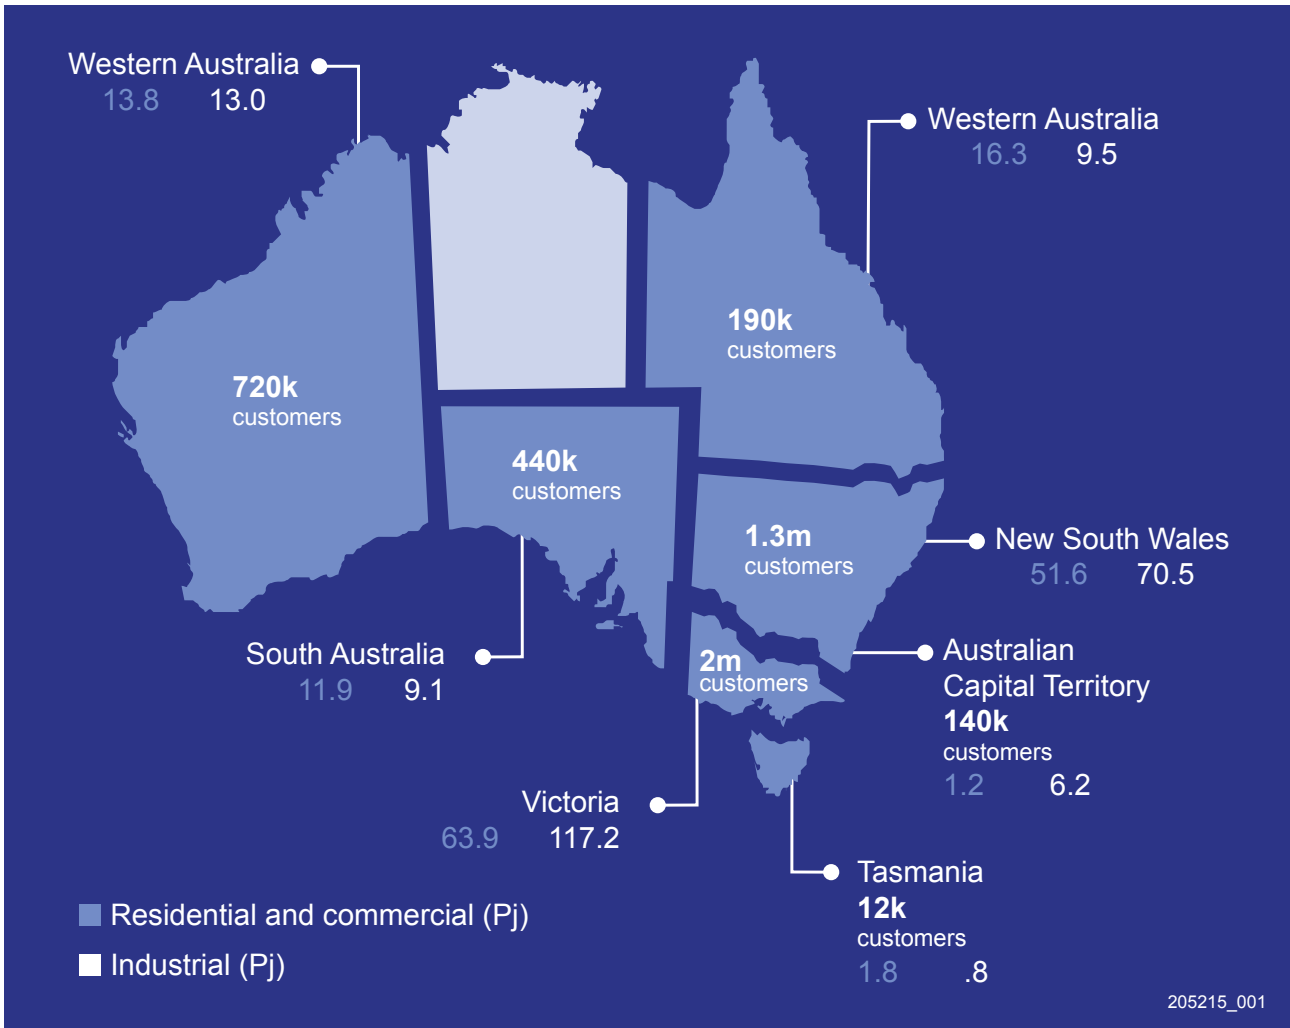 Western Australia
13.8 13.0
Western Australia
16.3 9.5
190k
customers
720k
customers
440k
customers
1.3m
customers
New South Wales
51.6 70.5
South Australia
11.9 9.1
2m
customers
Australian
Capital Territory
140k
customers
1.2 6.2
Victoria
63.9 117.2
Tasmania
12k
customers
1.8 .8
Residential and commercial (Pj)
Industrial (Pj)
205215_001